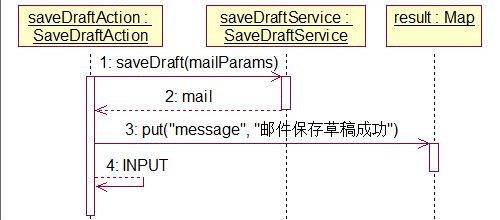 saveDraftAction :
SaveDraftAction
saveDraftService :
SaveDraftService
result : Map
1: saveDraft(mailParams)
2: mail
3: put("message", "邮件保存草稿成功")
4: INPUT